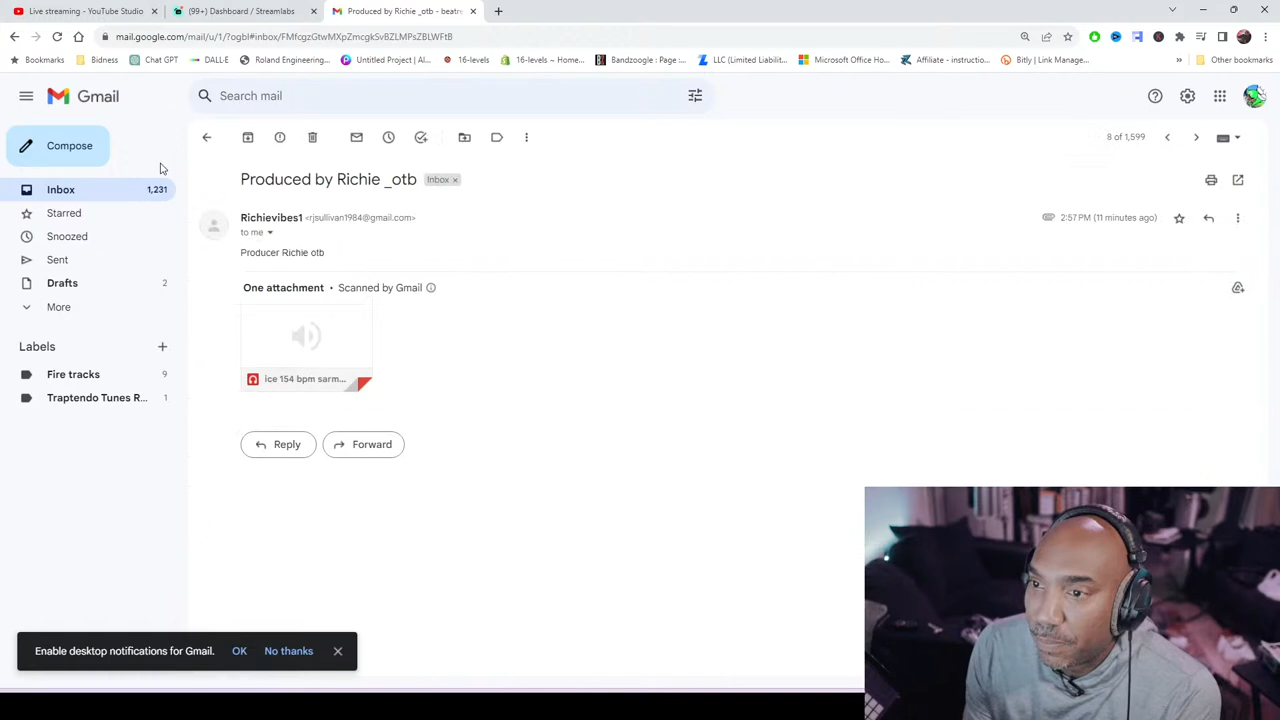 Live streaming - YouTube Studio
(99+) Dashboard / Streamlabs
Produced by Richie _otb - beatre
mail.google.com/mail/u/1/?ogbl#inbox/FMfcgzGtwMXpZmcgkSvBZLMPsZBLWFtB
Bookmarks Bidness Chat GPT DALL-E Roland Engineering... Untitled Project | Al... 16-levels 16-levels ~ Home... Bandzoogle : Page :... LLC (Limited Liabilit... Microsoft Office Ho... Affiliate - instructio... Bitly | Link Manage... » Other bookmarks
Gmail
Search mail
Compose
8 of 1,599
Produced by Richie _otb Inbox ×
Inbox 1,231
Starred
Snoozed
Sent
Drafts 2
More
Labels +
Fire tracks 9
Traptendo Tunes R... 1
Richievibes1 <rjsullivan1984@gmail.com>
2:57 PM (11 minutes ago)
to me
Producer Richie otb
One attachment • Scanned by Gmail
ice 154 bpm sarm...
Reply
Forward
Enable desktop notifications for Gmail. OK No thanks